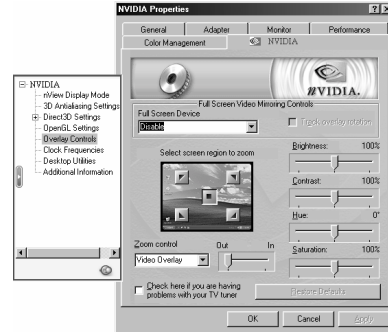 NVIDIA Properties
General
Adapter
Monitor
Performance
Color Management
NVIDIA
NVIDIA
nView Display Mode
3D Antialiasing Settings
Direct3D Settings
OpenGL Settings
Overlay Controls
Clock Frequencies
Desktop Utilities
Additional Information
NVIDIA.
Full Screen Video Mirroring Controls
Full Screen Device
Disable
Track overlay rotation
Select screen region to zoom
Brightness: 100%
Contrast: 100%
Hue: 0°
Saturation: 100%
Zoom control
Out
In
Video Overlay
Check here if you are having
problems with your TV tuner
Restore Defaults
OK
Cancel
Apply